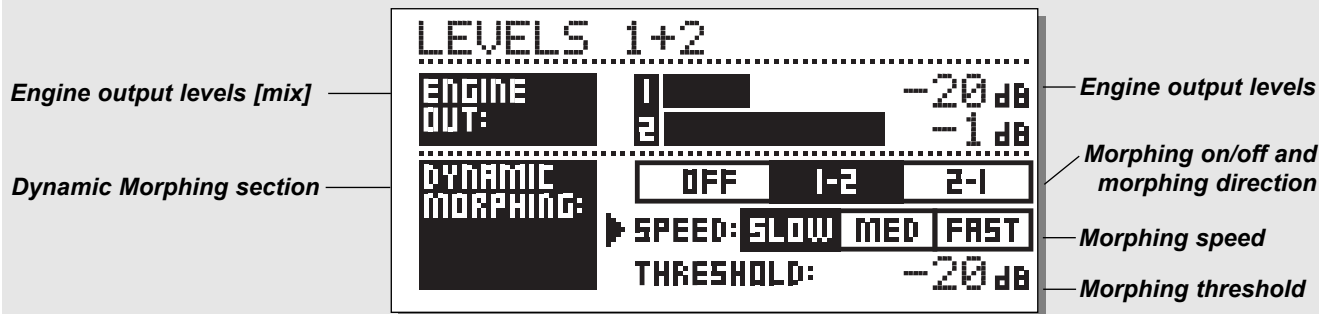 LEVELS 1+2
Engine output levels [mix]
ENGINE OUT:
1 -20 dB
2 -1 dB
Engine output levels
Dynamic Morphing section
DYNAMIC MORPHING:
OFF 1-2 2-1
Morphing on/off and
morphing direction
SPEED: SLOW MED FAST
Morphing speed
THRESHOLD: -20 dB
Morphing threshold